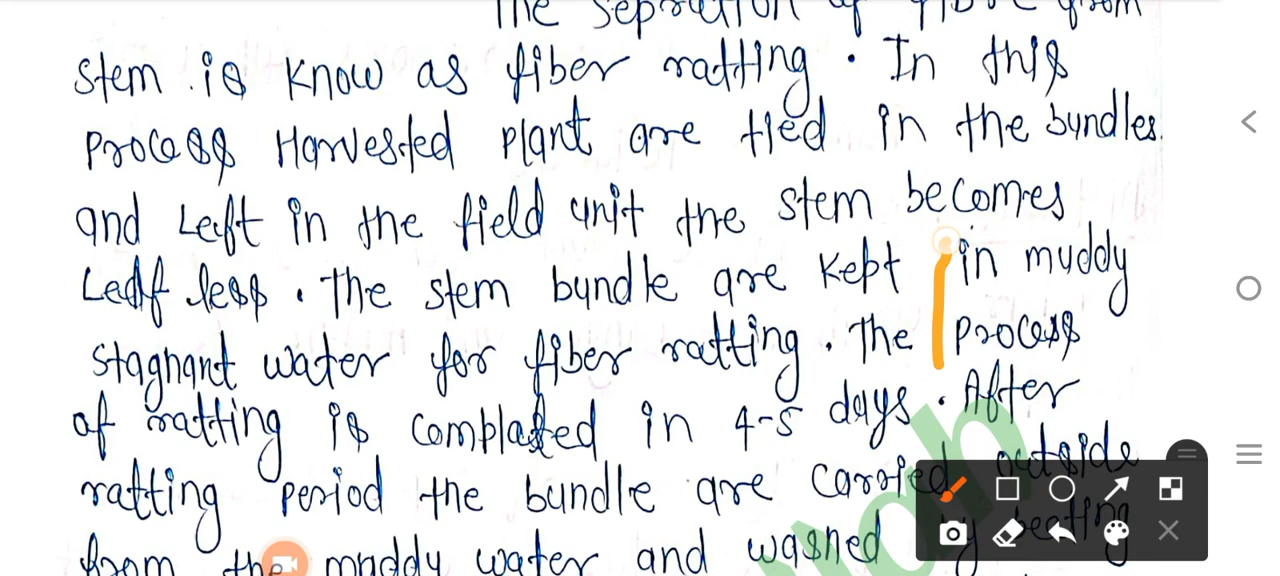 The separation of fibre from
stem is know as fiber ratting. In this
process Harvested plant are tied in the bundles.
and Left in the field unit the stem becomes
Leaf less. The stem bundle are kept in muddy
stagnant water for fiber ratting. The process
of ratting is complated in 4-5 days. After
ratting period the bundle are carried outside
from the muddy water and washed by beating